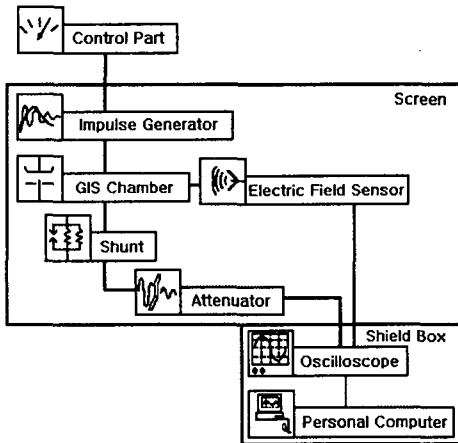 Control Part
Screen
Impulse Generator
GIS Chamber
Electric Field Sensor
Shunt
Attenuator
Shield Box
Oscilloscope
Personal Computer